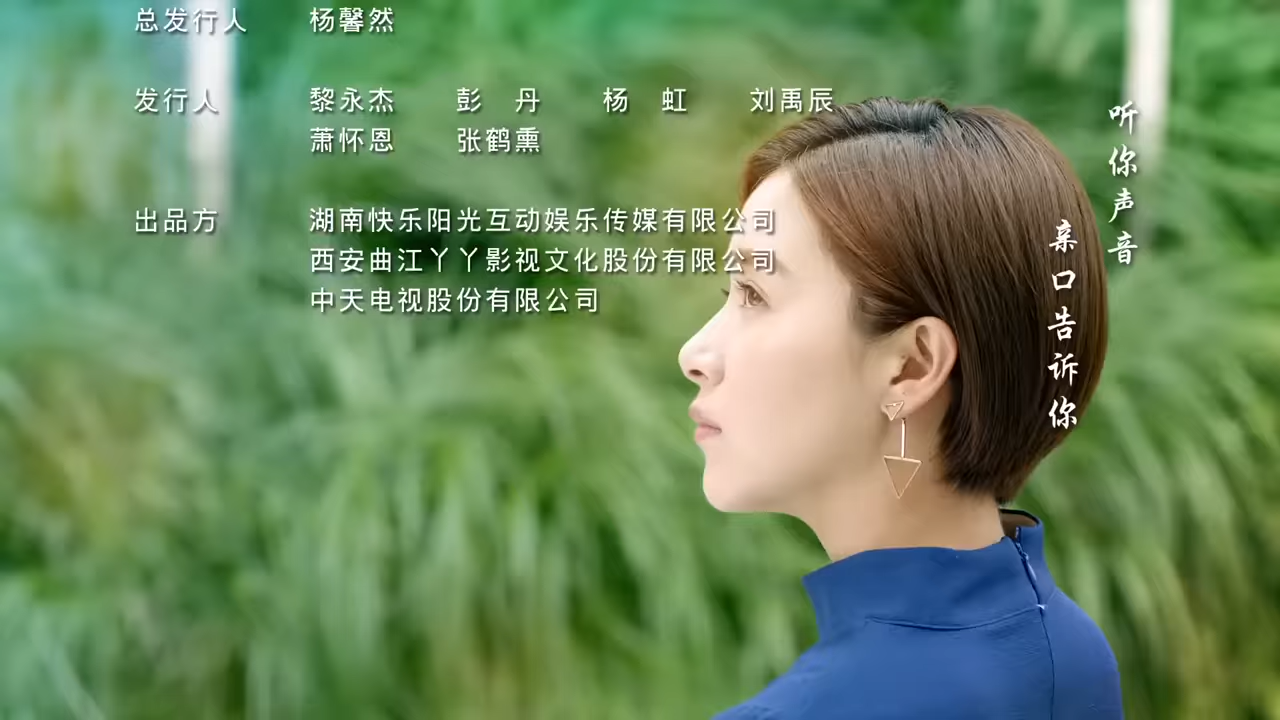 总发行人 杨馨然
发行人 黎永杰 彭 丹 杨 虹 刘禹辰
萧怀恩 张鹤熏
出品方 湖南快乐阳光互动娱乐传媒有限公司
西安曲江丫丫影视文化股份有限公司
中天电视股份有限公司
听你声音
亲口告诉你